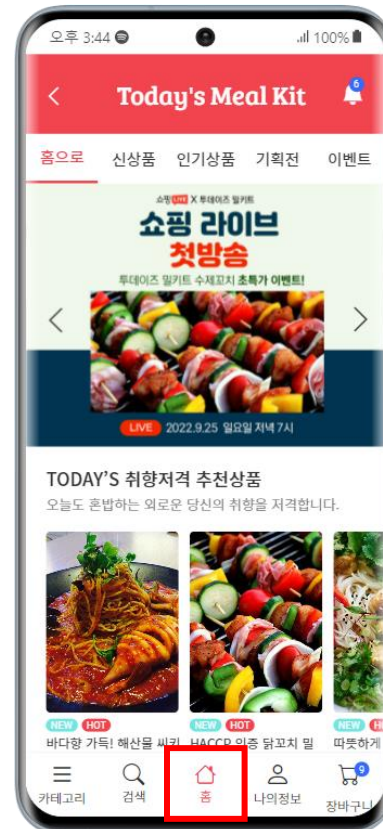 오후 3:44
100%
Today's Meal Kit
6
홈으로 신상품 인기상품 기획전 이벤트
쇼핑LIVE X 투데이즈 밀키트
쇼핑 라이브
첫방송
투데이즈 밀키트 수제꼬치 초특가 이벤트!
LIVE 2022.9.25 일요일 저녁 7시
TODAY'S 취향저격 추천상품
오늘도 혼밥하는 외로운 당신의 취향을 저격합니다.
NEW HOT NEW HOT NEW H
바다향 가득! 해산물 씨키 HACCP 인증 닭꼬치 밀 따뜻하게
9
카테고리 검색 홈 나의정보 장바구니